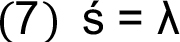 (7) ś = λ